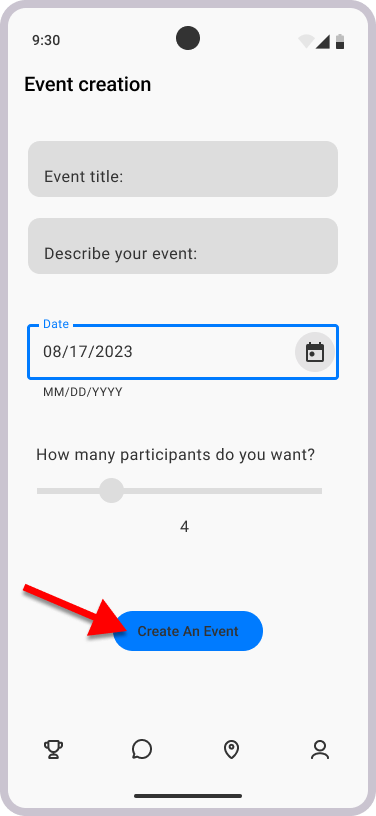 9:30
Event creation
Event title:
Describe your event:
Date
08/17/2023
MM/DD/YYYY
How many participants do you want?
4
Create An Event